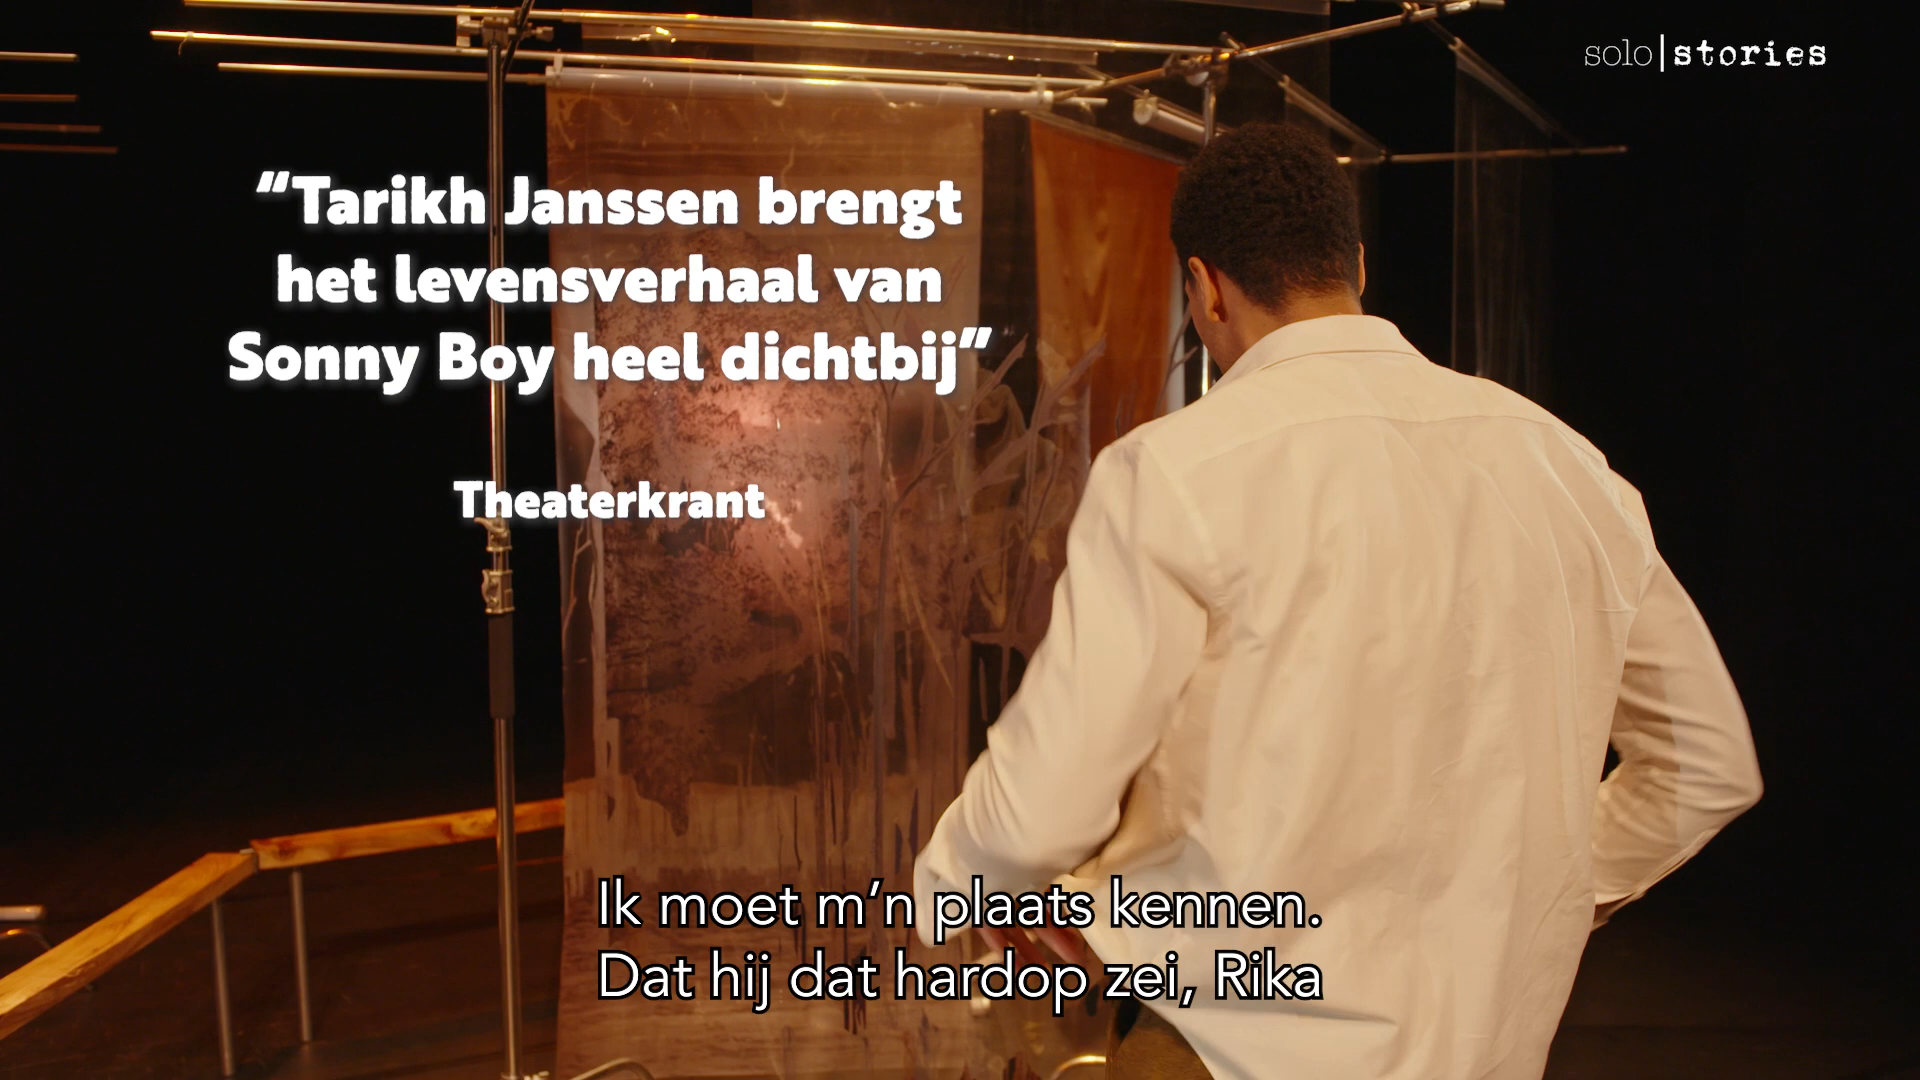 solo|stories
“Tarikh Janssen brengt
het levensverhaal van
Sonny Boy heel dichtbij”
Theaterkrant
Ik moet m’n plaats kennen.
Dat hij dat hardop zei, Rika